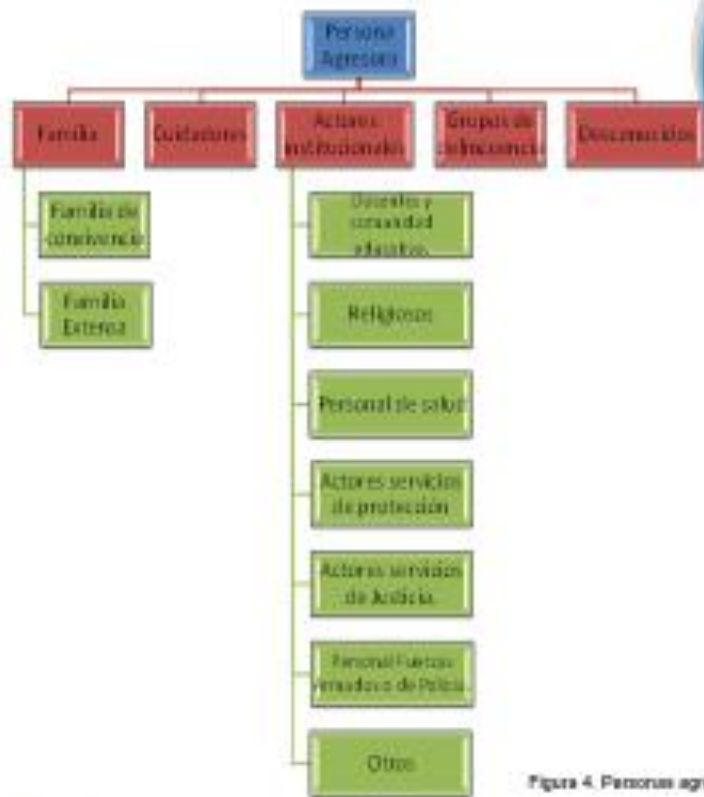 Persona
Agresora
Familia
Cuidadores
Actores
institucionales
Grupos de
delincuencia
Desconocidos
Familia de
convivencia
Familia
Extensa
Docentes y
comunidad
educativa.
Religiosos
Personal de salud
Actores servicios
de protección
Actores servicios
de Justicia.
Personal Fuerzas
Armadas o de Policía.
Otros
Figura 4. Personas agr